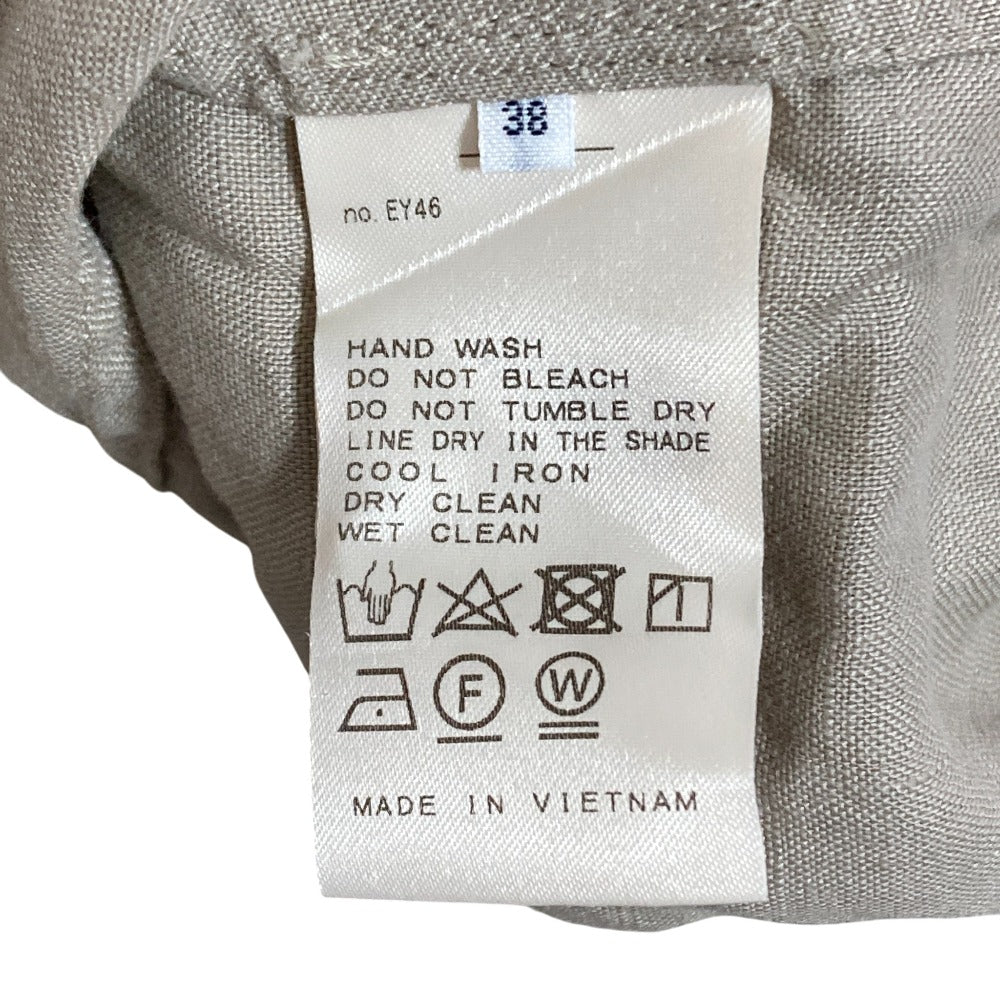 38
no. EY46
HAND WASH
DO NOT BLEACH
DO NOT TUMBLE DRY
LINE DRY IN THE SHADE
COOL IRON
DRY CLEAN
WET CLEAN
F W
MADE IN VIETNAM